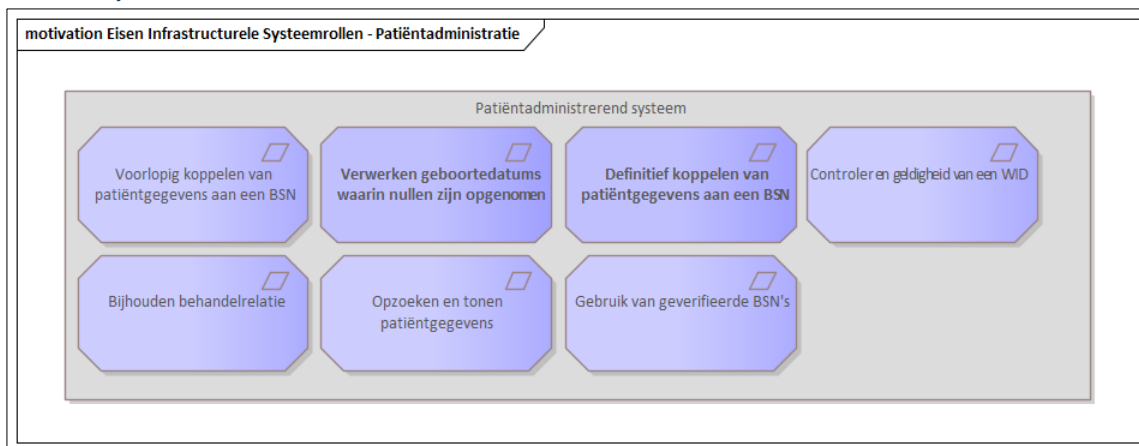 motivation Eisen Infrastructurele Systeemrollen - Patiëntadministratie
Patiëntadministrerend systeem
Voorlopig koppelen van
patiëntgegevens aan een BSN
Verwerken geboortedatums
waarin nullen zijn opgenomen
Definitief koppelen van
patiëntgegevens aan een BSN
Controleren geldigheid van een WID
Bijhouden behandelrelatie
Opzoeken en tonen
patiëntgegevens
Gebruik van geverifieerde BSN's